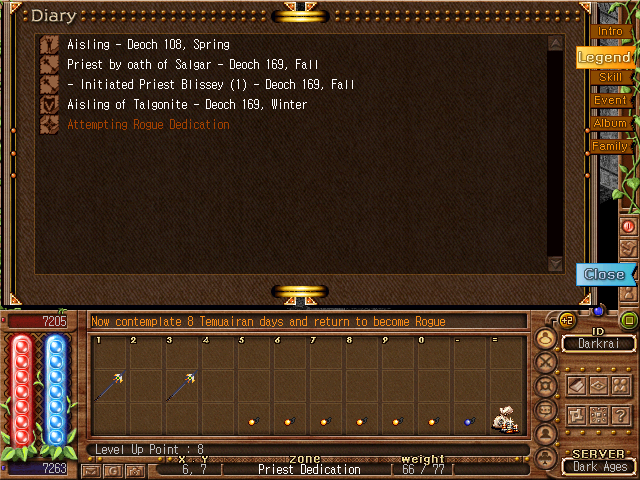 Diary
Intro
Legend
Skill
Event
Album
Family
Close
Aisling - Deoch 108, Spring
Priest by oath of Salgar - Deoch 169, Fall
- Initiated Priest Blissey (1) - Deoch 169, Fall
Aisling of Talgonite - Deoch 169, Winter
Attempting Rogue Dedication
7205
Now contemplate 8 Temuairan days and return to become Rogue
+2
1 2 3 4 5 6 7 8 9 0 - =
ID
Darkrai
Level Up Point : 8
7263
X Y
6, 7
ZONE
Priest Dedication
weight
66 / 77
SERVER
Dark Ages